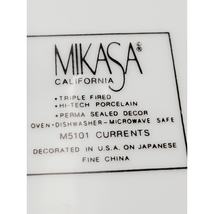 MIKASA®
CALIFORNIA
• TRIPLE FIRED
• HI-TECH PORCELAIN
• PERMA SEALED DECOR
OVEN-DISHWASHER-MICROWAVE SAFE
M5101 CURRENTS
DECORATED IN U.S.A. ON JAPANESE
FINE CHINA